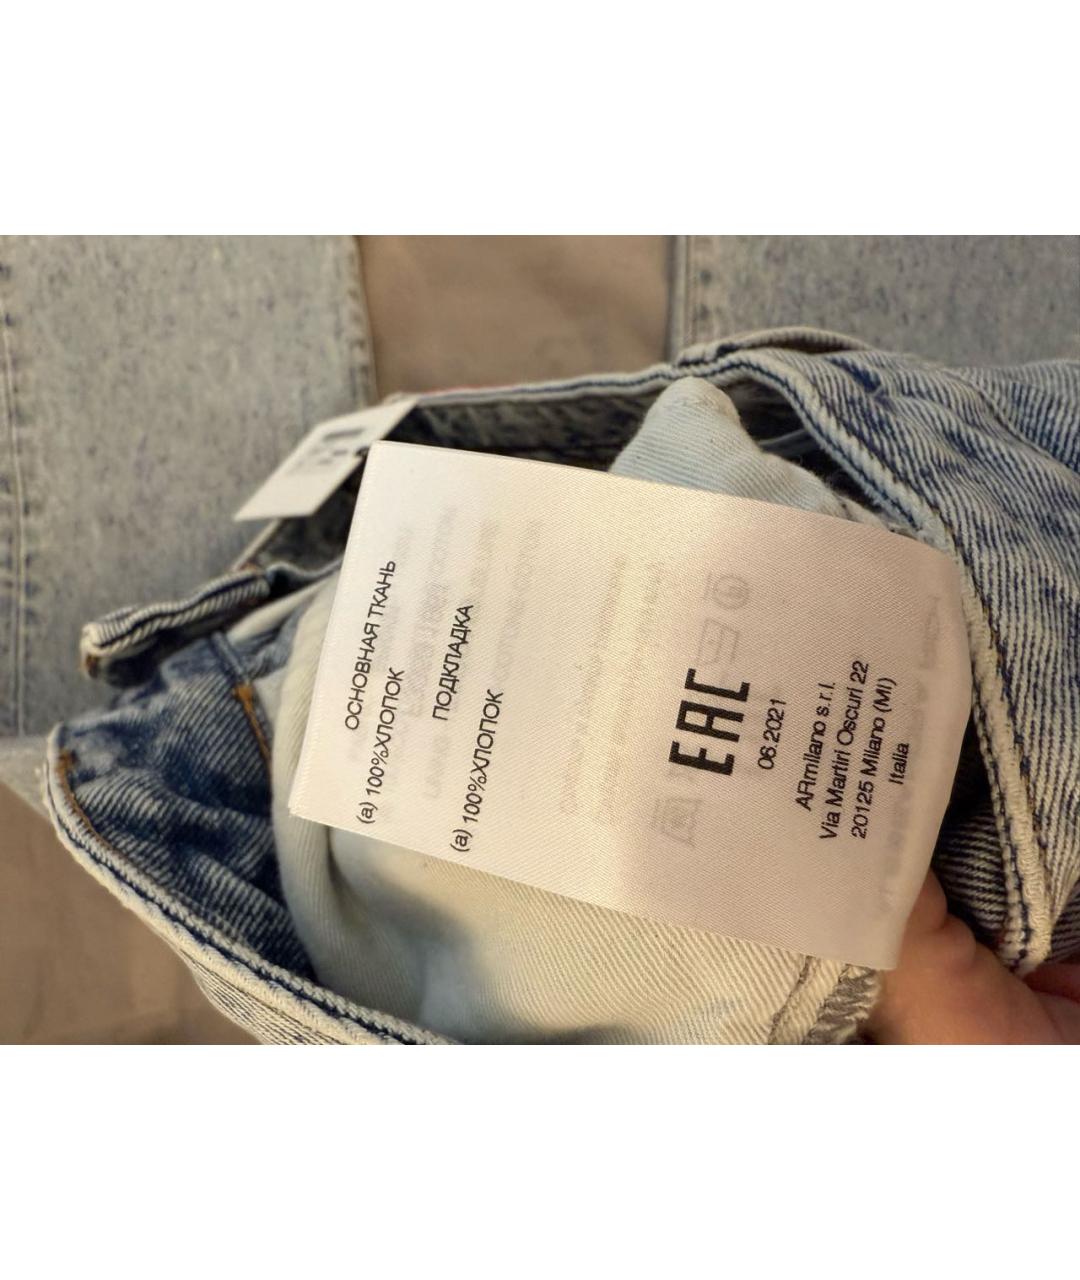 ОСНОВНАЯ ТКАНЬ
(a) 100%ХЛОПОК
ПОДКЛАДКА
(a) 100%ХЛОПОК
EAC
06.2021
ARmilano s.r.l.
Via Martiri Oscuri 22
20125 Milano (MI)
Italia